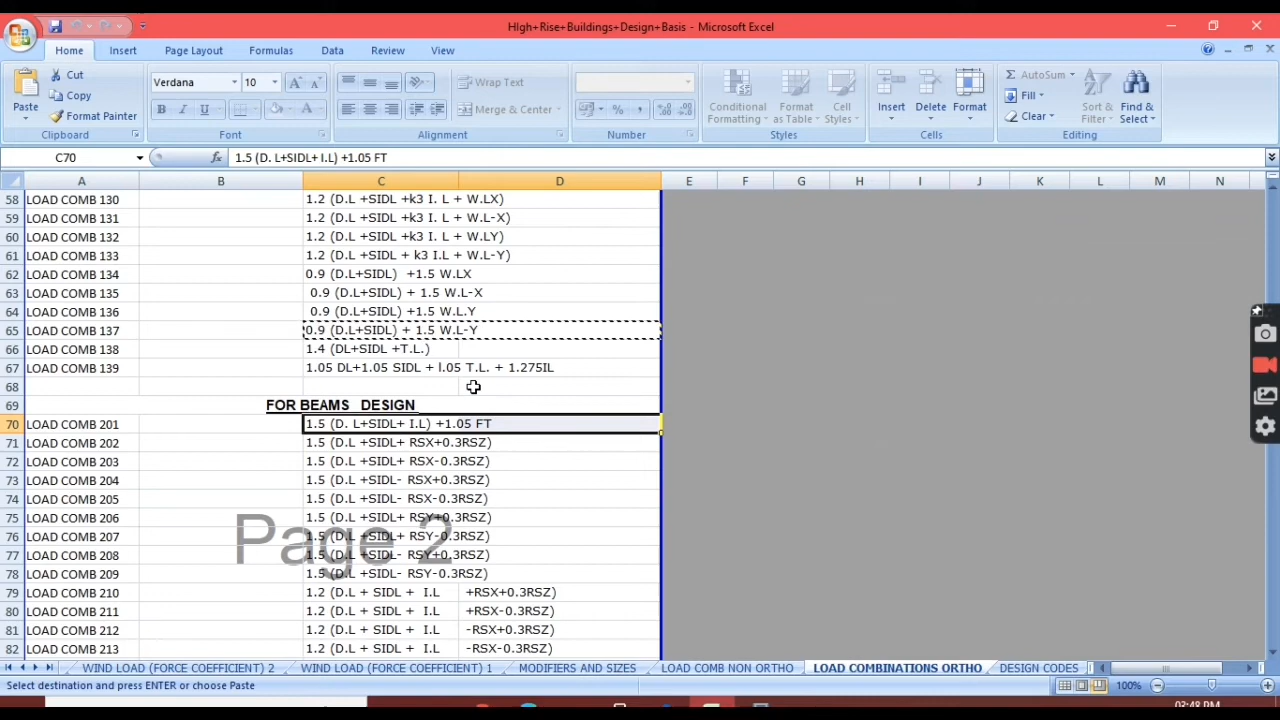 HIgh+Rise+Buildings+Design+Basis - Microsoft Excel
Home Insert Page Layout Formulas Data Review View
Paste Cut Copy Format Painter Clipboard
Verdana 10 B I U Font
Wrap Text Merge & Center Alignment
% , Number
Conditional Formatting Format as Table Cell Styles Styles
Insert Delete Format Cells
AutoSum Fill Clear Sort & Filter Find & Select Editing
C70 fx 1.5 (D. L+SIDL+ I.L) +1.05 FT
A B C D E F G H I J K L M N
58 LOAD COMB 130 1.2 (D.L +SIDL +k3 I. L + W.LX)
59 LOAD COMB 131 1.2 (D.L +SIDL +k3 I. L + W.L-X)
60 LOAD COMB 132 1.2 (D.L +SIDL +k3 I. L + W.LY)
61 LOAD COMB 133 1.2 (D.L +SIDL + k3 I.L + W.L-Y)
62 LOAD COMB 134 0.9 (D.L+SIDL) +1.5 W.LX
63 LOAD COMB 135 0.9 (D.L+SIDL) + 1.5 W.L-X
64 LOAD COMB 136 0.9 (D.L+SIDL) +1.5 W.L.Y
65 LOAD COMB 137 0.9 (D.L+SIDL) + 1.5 W.L-Y
66 LOAD COMB 138 1.4 (DL+SIDL +T.L.)
67 LOAD COMB 139 1.05 DL+1.05 SIDL + l.05 T.L. + 1.275IL
68
69 FOR BEAMS DESIGN
70 LOAD COMB 201 1.5 (D. L+SIDL+ I.L) +1.05 FT
71 LOAD COMB 202 1.5 (D.L +SIDL+ RSX+0.3RSZ)
72 LOAD COMB 203 1.5 (D.L +SIDL+ RSX-0.3RSZ)
73 LOAD COMB 204 1.5 (D.L +SIDL- RSX+0.3RSZ)
74 LOAD COMB 205 1.5 (D.L +SIDL- RSX-0.3RSZ)
75 LOAD COMB 206 1.5 (D.L +SIDL+ RSY+0.3RSZ)
76 LOAD COMB 207 1.5 (D.L +SIDL+ RSY-0.3RSZ)
77 LOAD COMB 208 1.5 (D.L +SIDL- RSY+0.3RSZ)
78 LOAD COMB 209 1.5 (D.L +SIDL- RSY-0.3RSZ)
79 LOAD COMB 210 1.2 (D.L + SIDL + I.L +RSX+0.3RSZ)
80 LOAD COMB 211 1.2 (D.L + SIDL + I.L +RSX-0.3RSZ)
81 LOAD COMB 212 1.2 (D.L + SIDL + I.L -RSX+0.3RSZ)
82 LOAD COMB 213 1.2 (D.L + SIDL + I.L -RSX-0.3RSZ)
Page 2
WIND LOAD (FORCE COEFFICIENT) 2 WIND LOAD (FORCE COEFFICIENT) 1 MODIFIERS AND SIZES LOAD COMB NON ORTHO LOAD COMBINATIONS ORTHO DESIGN CODES
Select destination and press ENTER or choose Paste 100%
03:48 PM